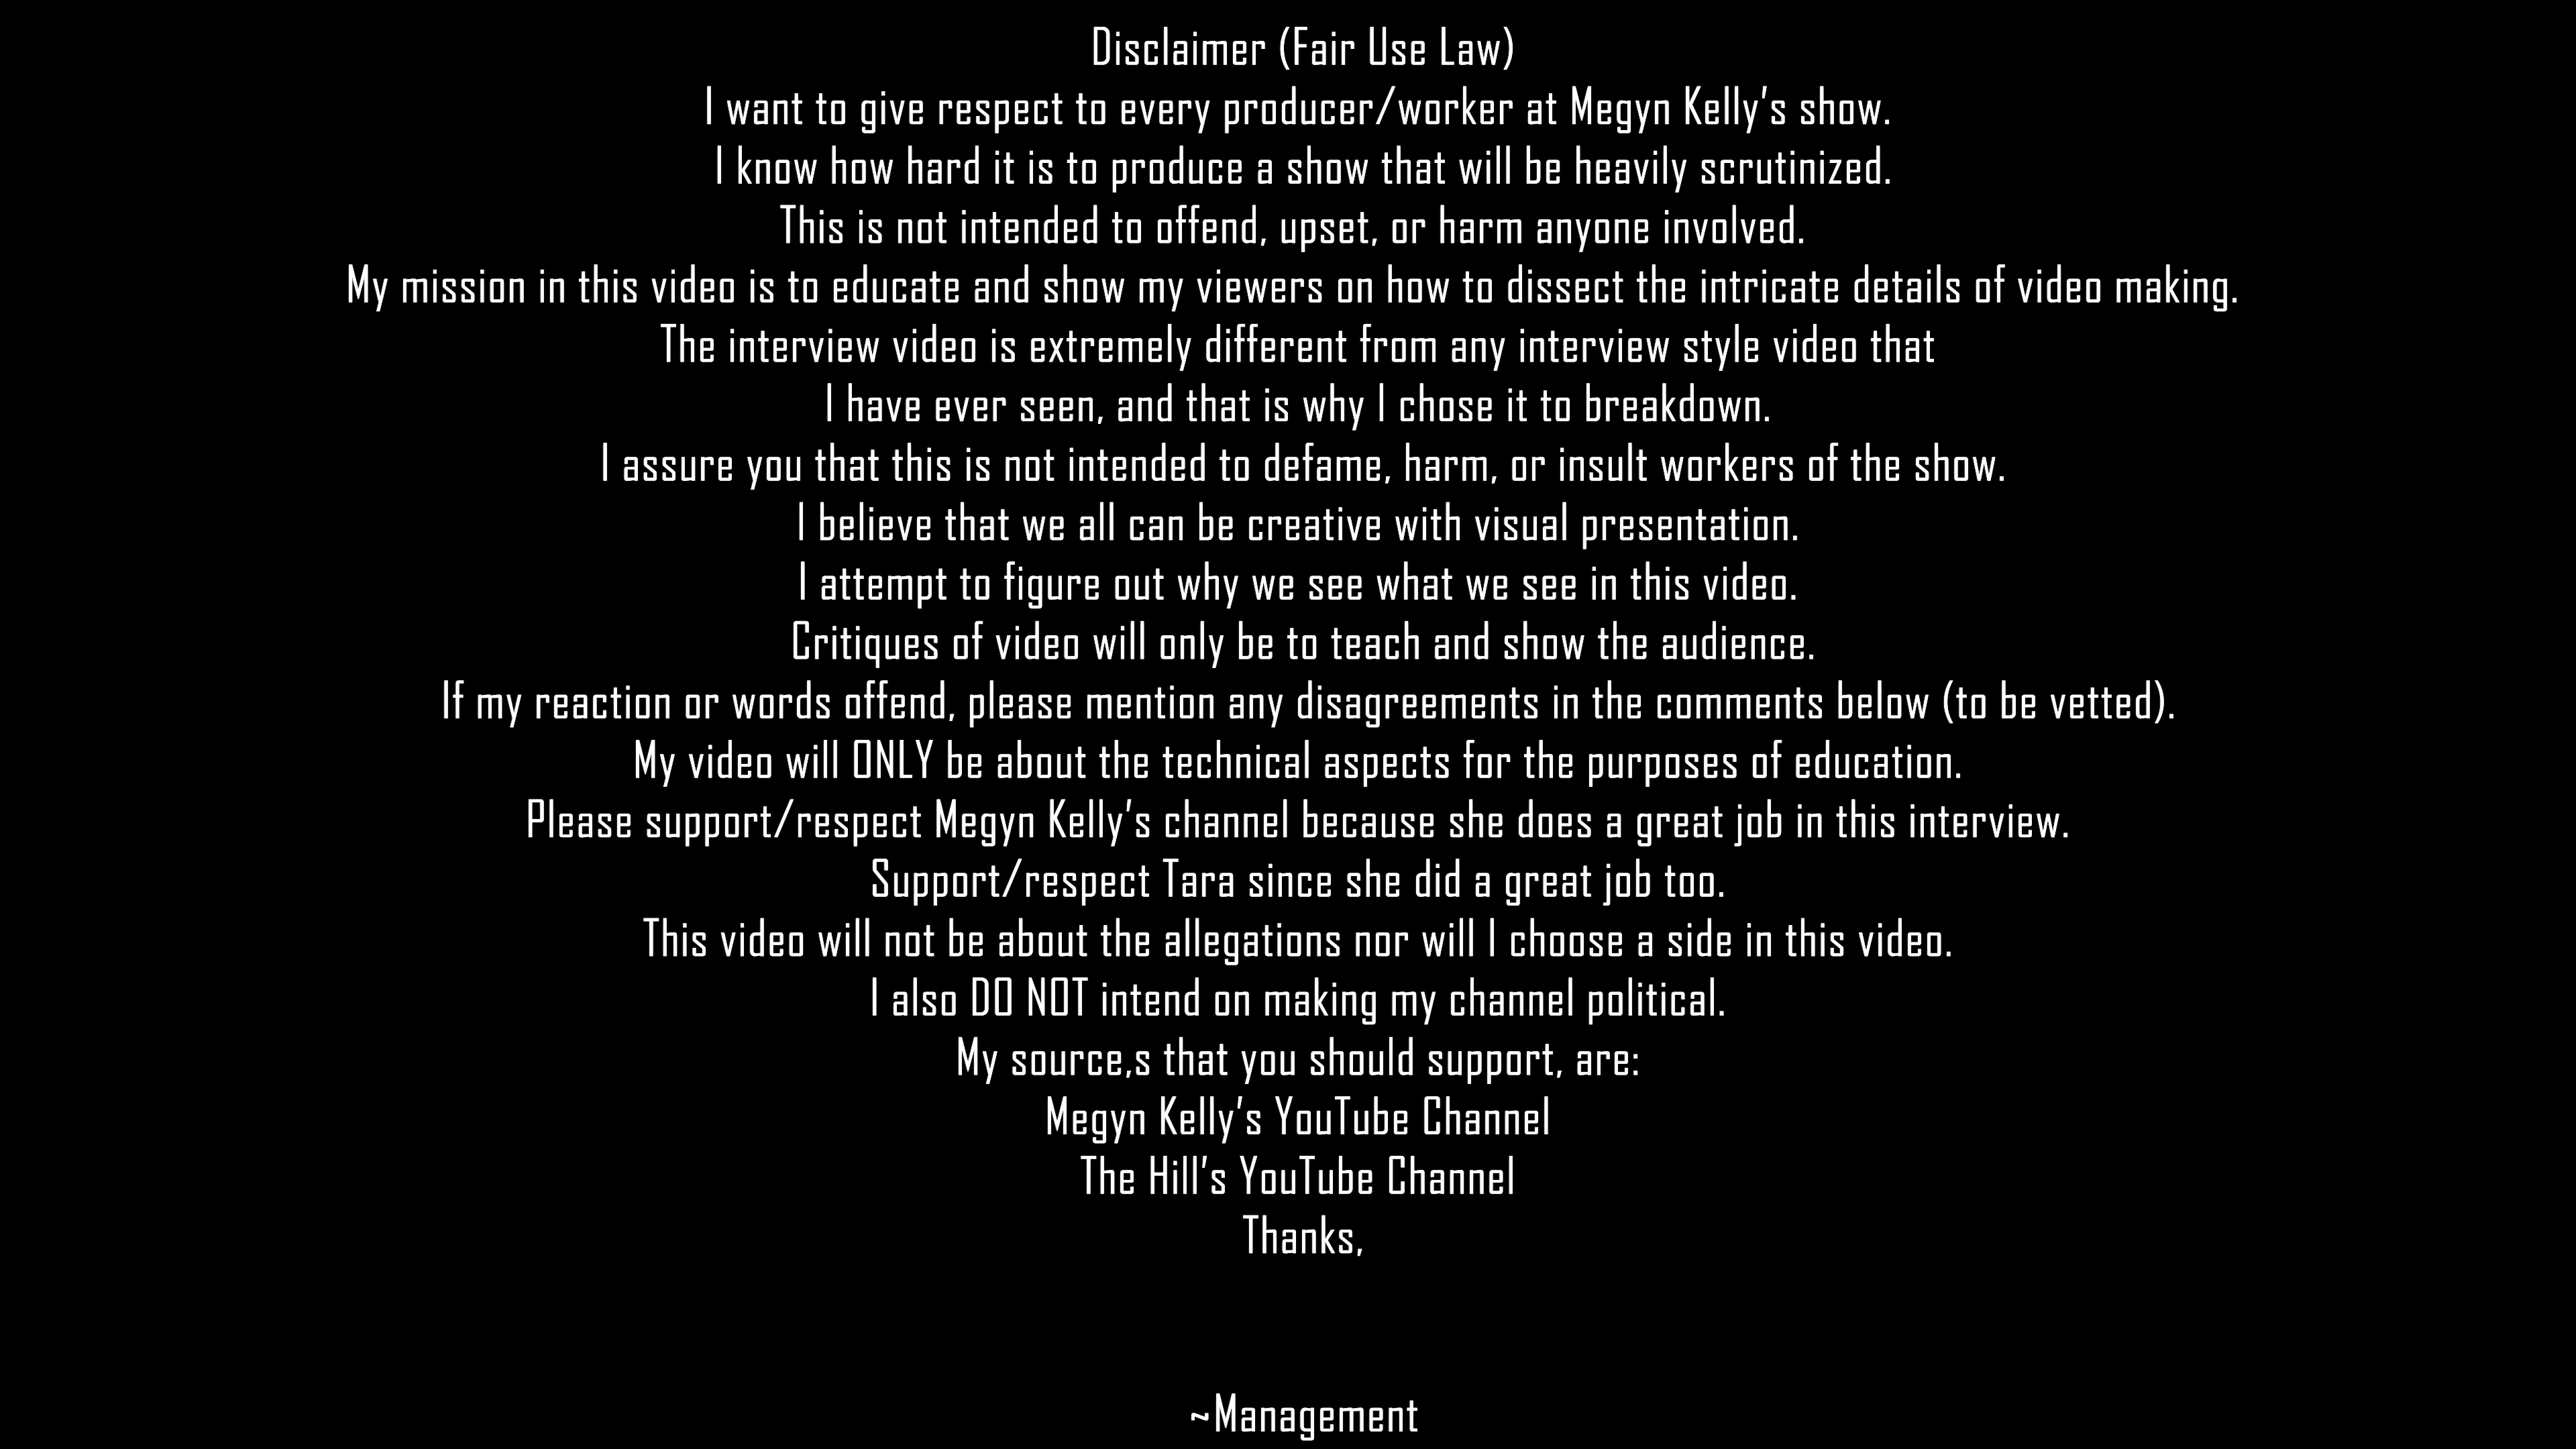 Disclaimer (Fair Use Law)
I want to give respect to every producer/worker at Megyn Kelly's show.
I know how hard it is to produce a show that will be heavily scrutinized.
This is not intended to offend, upset, or harm anyone involved.
My mission in this video is to educate and show my viewers on how to dissect the intricate details of video making.
The interview video is extremely different from any interview style video that
I have ever seen, and that is why I chose it to breakdown.
I assure you that this is not intended to defame, harm, or insult workers of the show.
I believe that we all can be creative with visual presentation.
I attempt to figure out why we see what we see in this video.
Critiques of video will only be to teach and show the audience.
If my reaction or words offend, please mention any disagreements in the comments below (to be vetted).
My video will ONLY be about the technical aspects for the purposes of education.
Please support/respect Megyn Kelly's channel because she does a great job in this interview.
Support/respect Tara since she did a great job too.
This video will not be about the allegations nor will I choose a side in this video.
I also DO NOT intend on making my channel political.
My source,s that you should support, are:
Megyn Kelly's YouTube Channel
The Hill's YouTube Channel
Thanks,
~Management